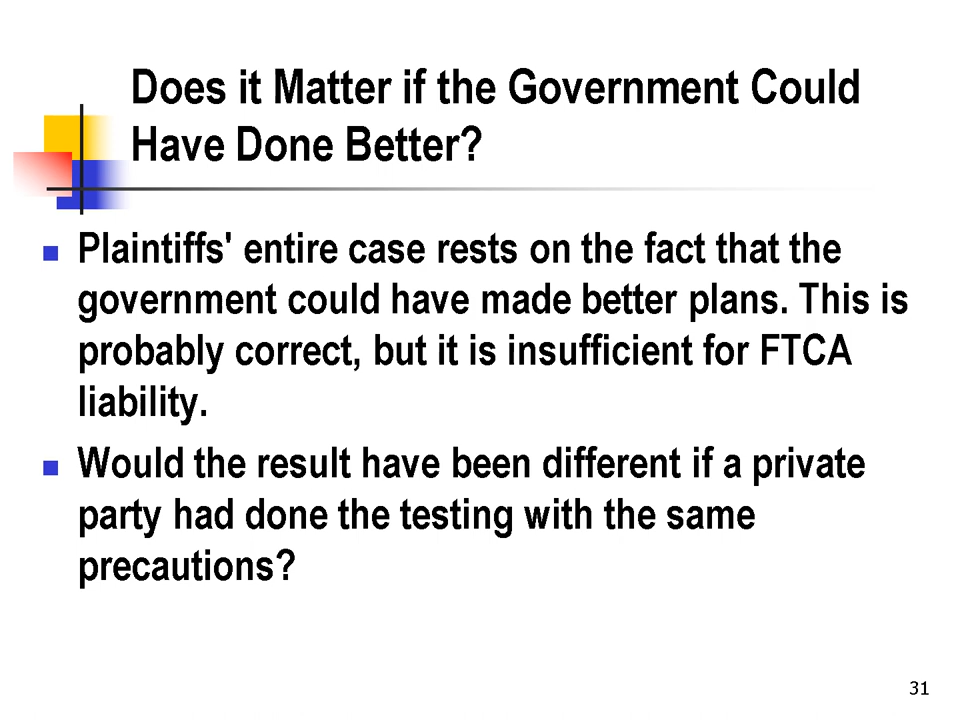 Does it Matter if the Government Could
Have Done Better?
Plaintiffs' entire case rests on the fact that the
government could have made better plans. This is
probably correct, but it is insufficient for FTCA
liability.
Would the result have been different if a private
party had done the testing with the same
precautions?
31